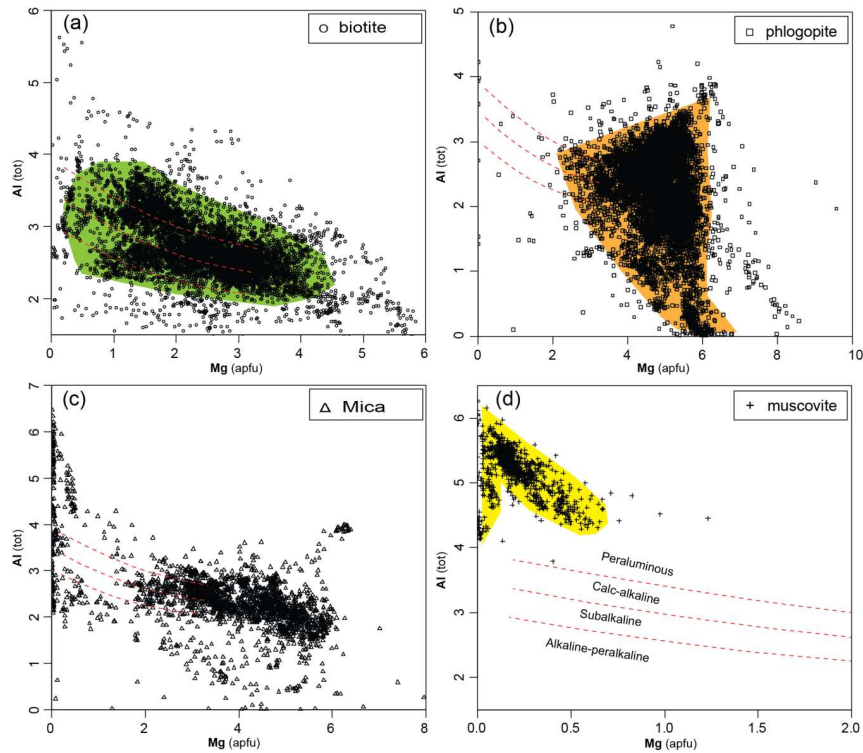 (a)
○ biotite
Al (tot)
6
5
4
3
2
0 1 2 3 4 5 6
Mg (apfu)
(b)
□ phlogopite
Al (tot)
5
4
3
2
1
0
0 2 4 6 8 10
Mg (apfu)
(c)
△ Mica
Al (tot)
7
6
5
4
3
2
1
0
0 2 4 6 8
Mg (apfu)
(d)
+ muscovite
Al (tot)
6
5
4
3
2
Peraluminous
Calc-alkaline
Subalkaline
Alkaline-peralkaline
0.0 0.5 1.0 1.5 2.0
Mg (apfu)